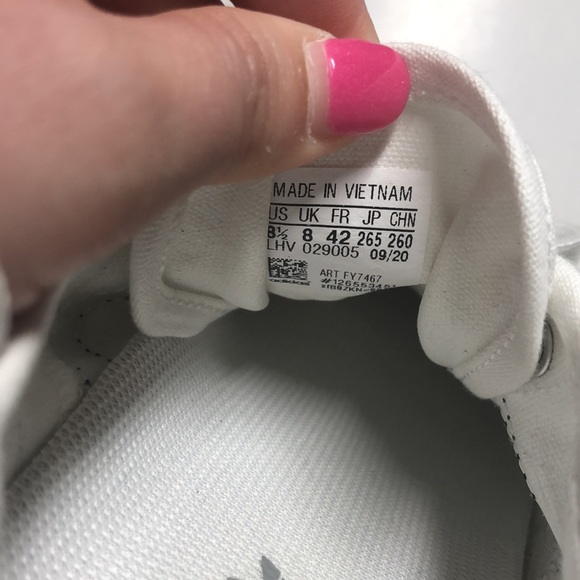 MADE IN VIETNAM
US UK FR JP CHN
8½ 8 42 265 260
LHV 029005 09/20
ART FY7467
adidas